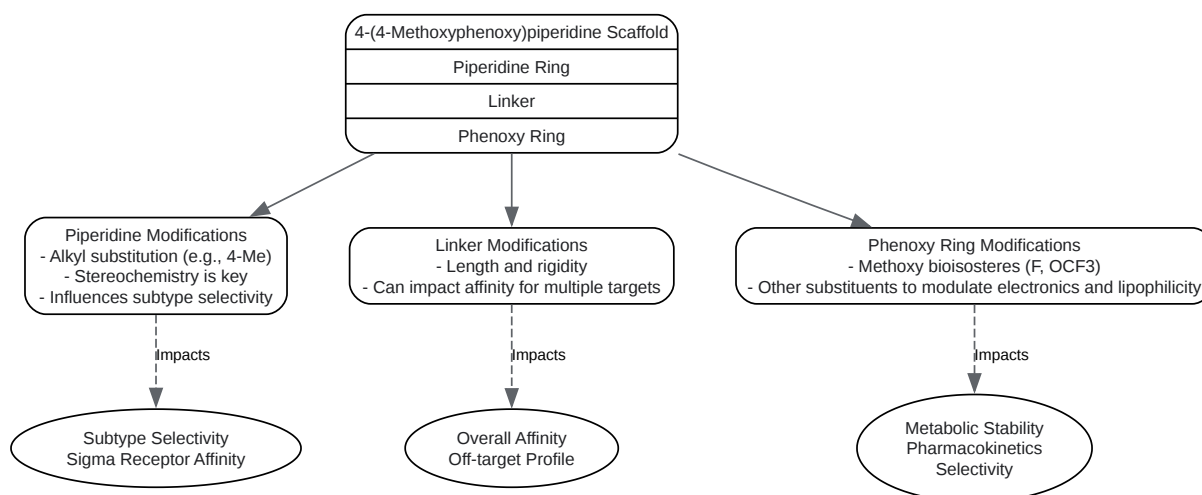 4-(4-Methoxyphenoxy)piperidine Scaffold
Piperidine Ring
Linker
Phenoxy Ring
Piperidine Modifications
- Alkyl substitution (e.g., 4-Me)
- Stereochemistry is key
- Influences subtype selectivity
Linker Modifications
- Length and rigidity
- Can impact affinity for multiple targets
Phenoxy Ring Modifications
- Methoxy bioisosteres (F, OCF3)
- Other substituents to modulate electronics and lipophilicity
Impacts
Impacts
Impacts
Subtype Selectivity
Sigma Receptor Affinity
Overall Affinity
Off-target Profile
Metabolic Stability
Pharmacokinetics
Selectivity